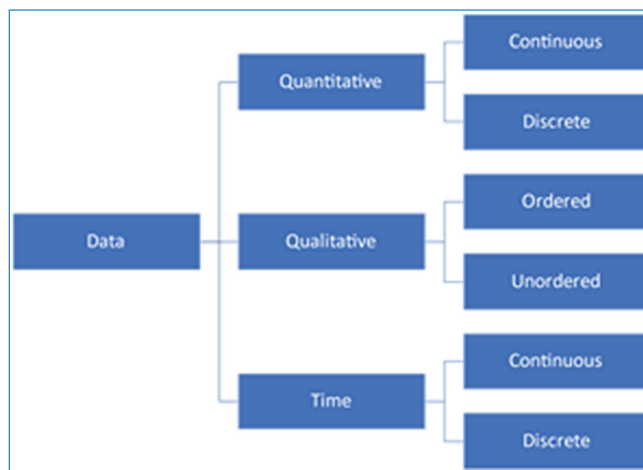 Data
Quantitative
Continuous
Discrete
Qualitative
Ordered
Unordered
Time
Continuous
Discrete